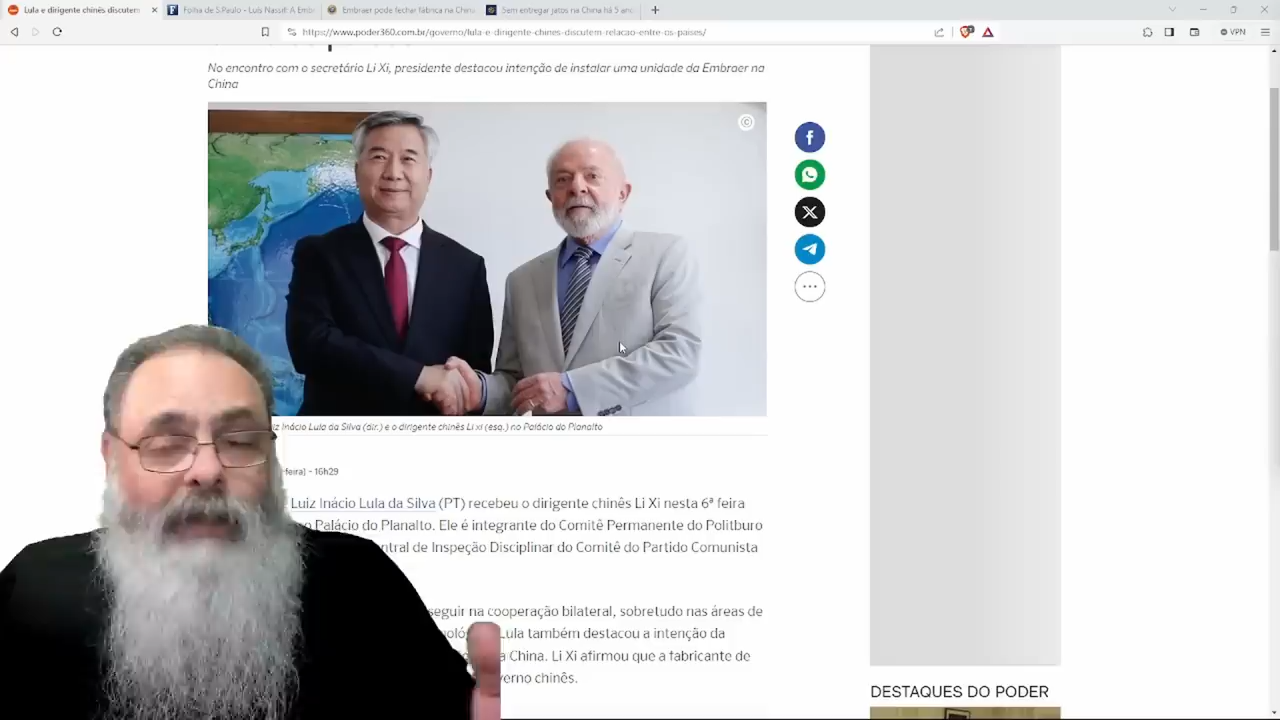 Lula e dirigente chinês discutem
Folha de S.Paulo - Luís Nassif: A Embr
Embraer pode fechar fábrica na China
Sem entregar jatos na China há 5 ano
https://www.poder360.com.br/governo/lula-e-dirigente-chines-discutem-relacao-entre-os-paises/
VPN
No encontro com o secretário Li Xi, presidente destacou intenção de instalar uma unidade da Embraer na
China
©
iz Inácio Lula da Silva (dir.) e o dirigente chinês Li xi (esq.) no Palácio do Planalto
feira) - 16h29
Luiz Inácio Lula da Silva (PT) recebeu o dirigente chinês Li Xi nesta 6ª feira
o Palácio do Planalto. Ele é integrante do Comitê Permanente do Politburo
ntral de Inspeção Disciplinar do Comitê do Partido Comunista
seguir na cooperação bilateral, sobretudo nas áreas de
Lula também destacou a intenção da
a China. Li Xi afirmou que a fabricante de
verno chinês.
DESTAQUES DO PODER